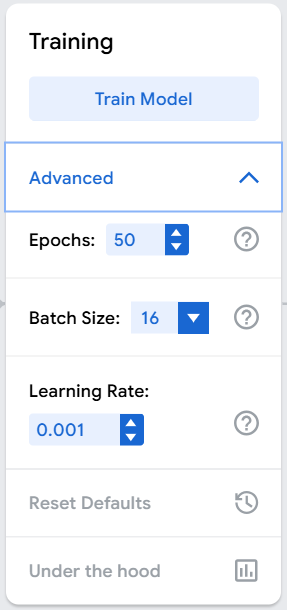 Training
Train Model
Advanced
Epochs: 50
Batch Size: 16
Learning Rate:
0.001
Reset Defaults
Under the hood